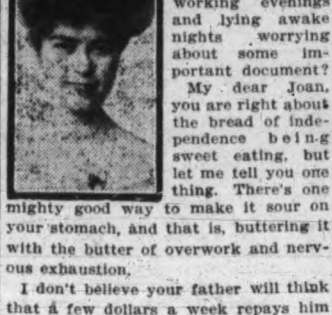 working evenings
and lying awake
nights worrying
about some im-
portant document?
My dear Joan,
you are right about
the bread of inde-
pendence being
sweet eating, but
let me tell you one
thing. There's one
mighty good way to make it sour on
your stomach, and that is, buttering it
with the butter of overwork and nerv-
ous exhaustion.
I don't believe your father will think
that a few dollars a week repays him